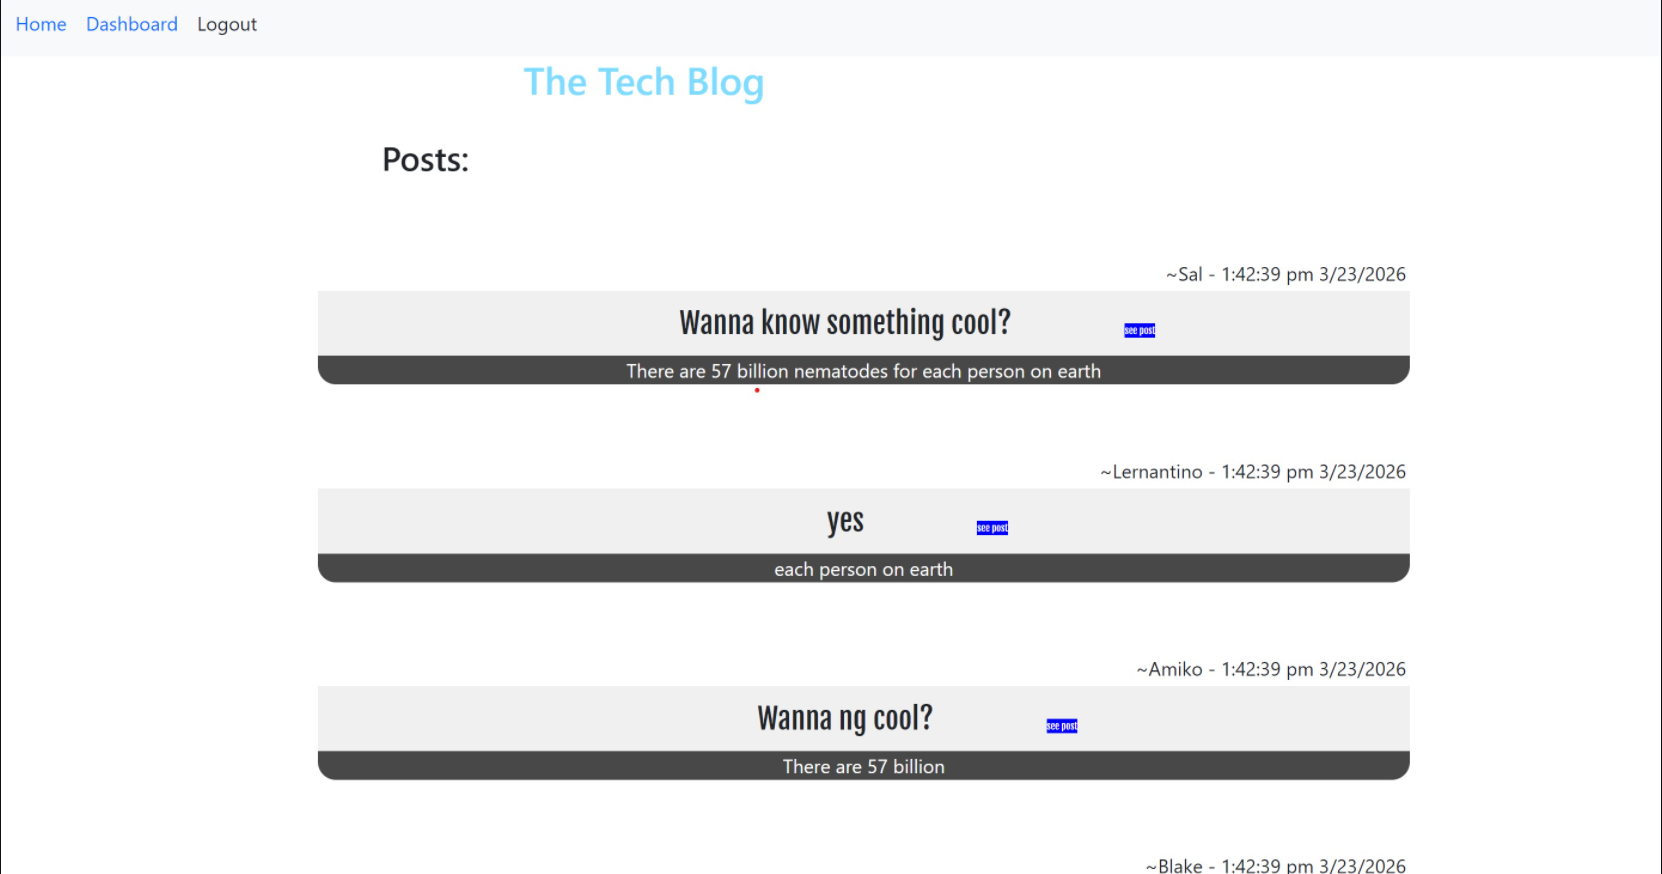 Home Dashboard Logout
The Tech Blog
Posts:
~Sal - 1:42:39 pm 3/23/2026
Wanna know something cool? see post
There are 57 billion nematodes for each person on earth
~Lernantino - 1:42:39 pm 3/23/2026
yes see post
each person on earth
~Amiko - 1:42:39 pm 3/23/2026
Wanna ng cool? see post
There are 57 billion
~Blake - 1:42:39 pm 3/23/2026